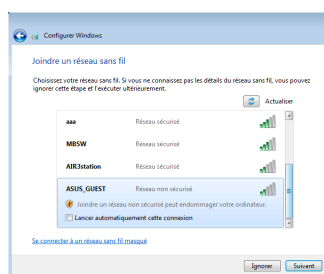 Configurer Windows
Joindre un réseau sans fil
Choisissez votre réseau sans fil. Si vous ne connaissez pas les détails du réseau sans fil, vous pouvez
ignorer cette étape et l'exécuter ultérieurement.
Actualiser
aaa Réseau sécurisé
MBSW Réseau sécurisé
AIR3station Réseau sécurisé
ASUS_GUEST Réseau non sécurisé
Joindre un réseau non sécurisé peut endommager votre ordinateur.
Lancer automatiquement cette connexion
Se connecter à un réseau sans fil masqué
Ignorer Suivant